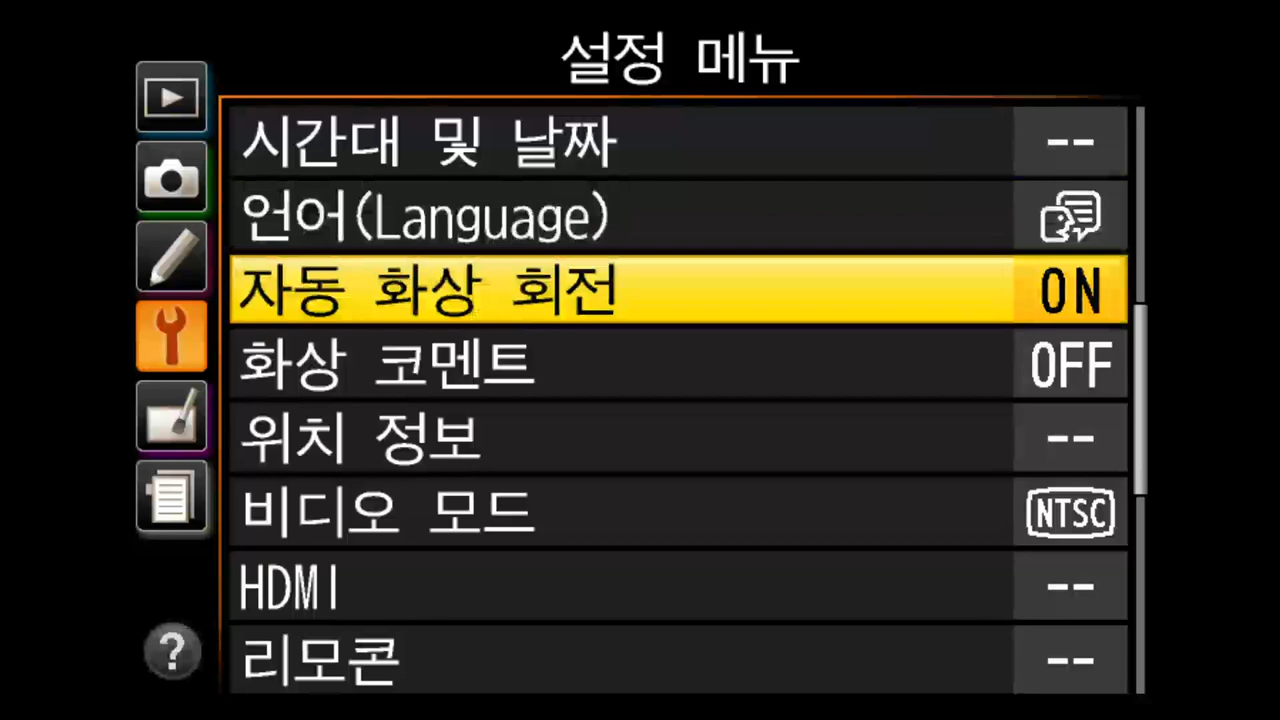 설정 메뉴
시간대 및 날짜 --
언어(Language)
자동 화상 회전 ON
화상 코멘트 OFF
위치 정보 --
비디오 모드 NTSC
HDMI --
리모콘 --
?